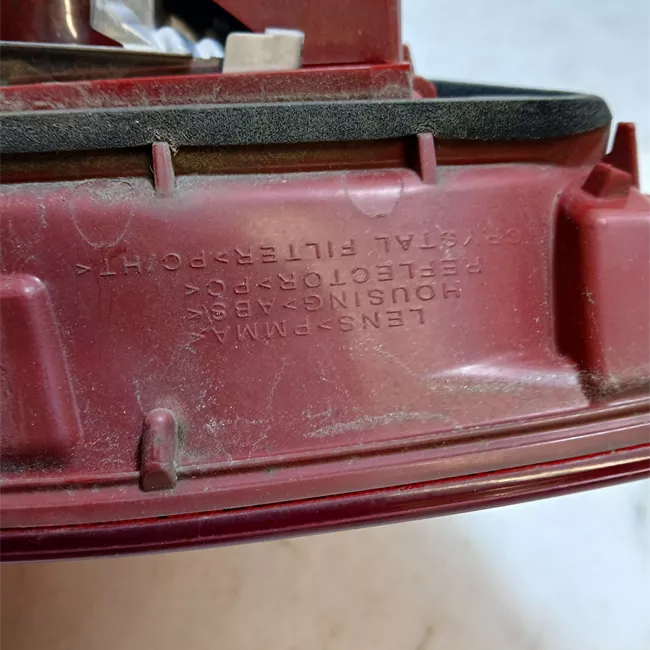 LENS>PMMA<
HOUSING>ABS<
REFLECTOR>PC<
CRYSTAL FILTER>PC/HT<